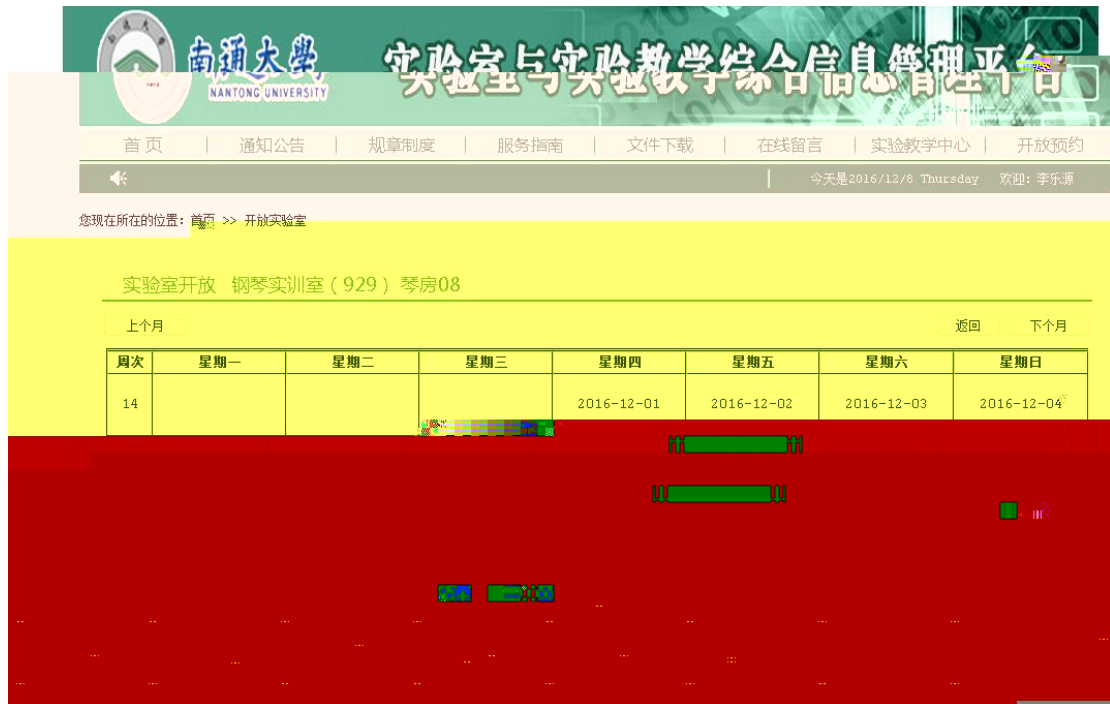 南通大學
NANTONG UNIVERSITY
实验室与实验教学综合信息管理平台
首页 通知公告 规章制度 服务指南 文件下载 在线留言 实验教学中心 开放预约
今天是2016/12/8 Thursday 欢迎：李乐源
您现在所在的位置：首页 >> 开放实验室
实验室开放 钢琴实训室（929）琴房08
上个月 返回 下个月
周次 星期一 星期二 星期三 星期四 星期五 星期六 星期日
14 2016-12-01 2016-12-02 2016-12-03 2016-12-04